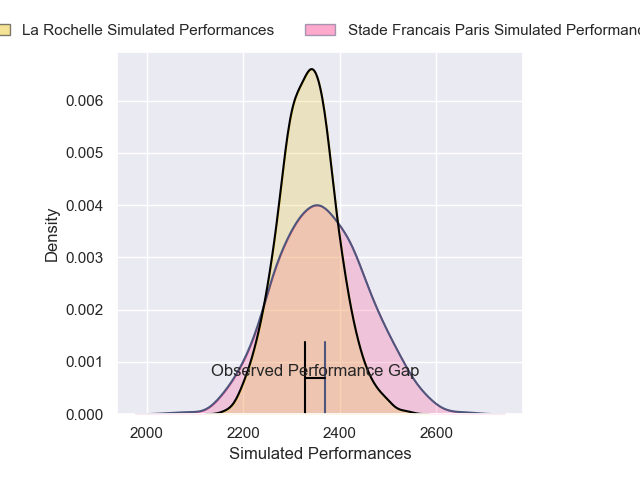 La Rochelle Simulated Performances Stade Francais Paris Simulated
0.006
0.005
0.004
0.003
0.002
0.001
0.000
Density
Observed Performance Gap
2000 2200 2400 2600
Simulated Performances